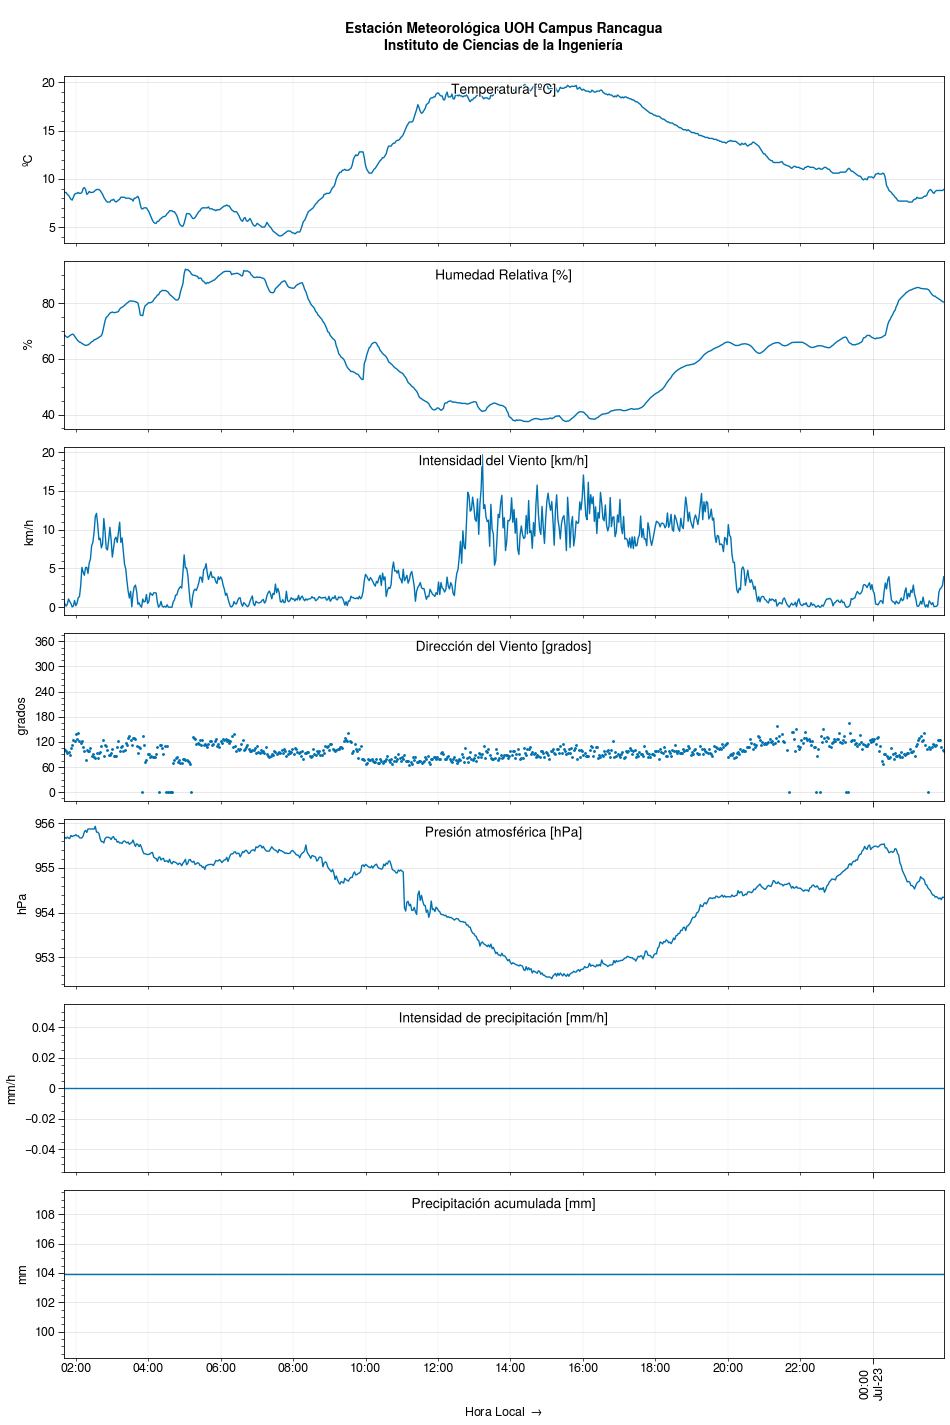 Estación Meteorológica UOH Campus Rancagua
Instituto de Ciencias de la Ingeniería
Temperatura [ºC]
ºC
20
15
10
5
Humedad Relativa [%]
%
80
60
40
Intensidad del Viento [km/h]
km/h
20
15
10
5
0
Dirección del Viento [grados]
grados
360
300
240
180
120
60
0
Presión atmosférica [hPa]
hPa
956
955
954
953
Intensidad de precipitación [mm/h]
mm/h
0.04
0.02
0
−0.02
−0.04
Precipitación acumulada [mm]
mm
108
106
104
102
100
02:00 04:00 06:00 08:00 10:00 12:00 14:00 16:00 18:00 20:00 22:00 00:00
Jul-23
Hora Local →